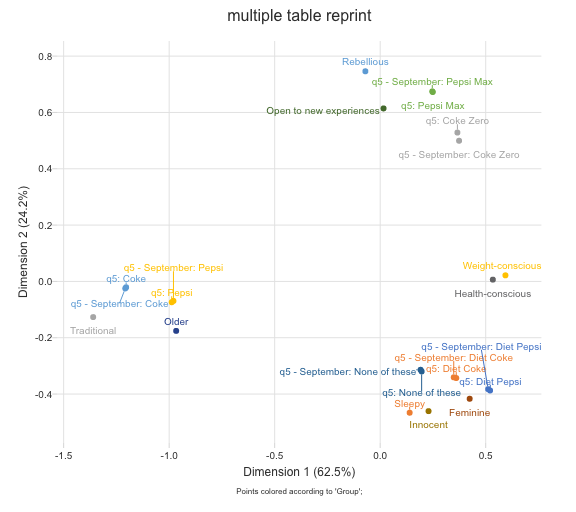 multiple table reprint
0.8
0.6
0.4
0.2
0.0
-0.2
-0.4
Dimension 2 (24.2%)
Rebellious
q5 - September: Pepsi Max
q5: Pepsi Max
Open to new experiences
q5: Coke Zero
q5 - September: Coke Zero
q5 - September: Pepsi
Weight-conscious
q5: Coke
q5: Pepsi
Health-conscious
q5 - September: Coke
Older
Traditional
q5 - September: Diet Pepsi
q5 - September: Diet Coke
q5 - September: None of these
q5: Diet Coke
q5: Diet Pepsi
q5: None of these
Sleepy
Feminine
Innocent
-1.5 -1.0 -0.5 0.0 0.5
Dimension 1 (62.5%)
Points colored according to 'Group';